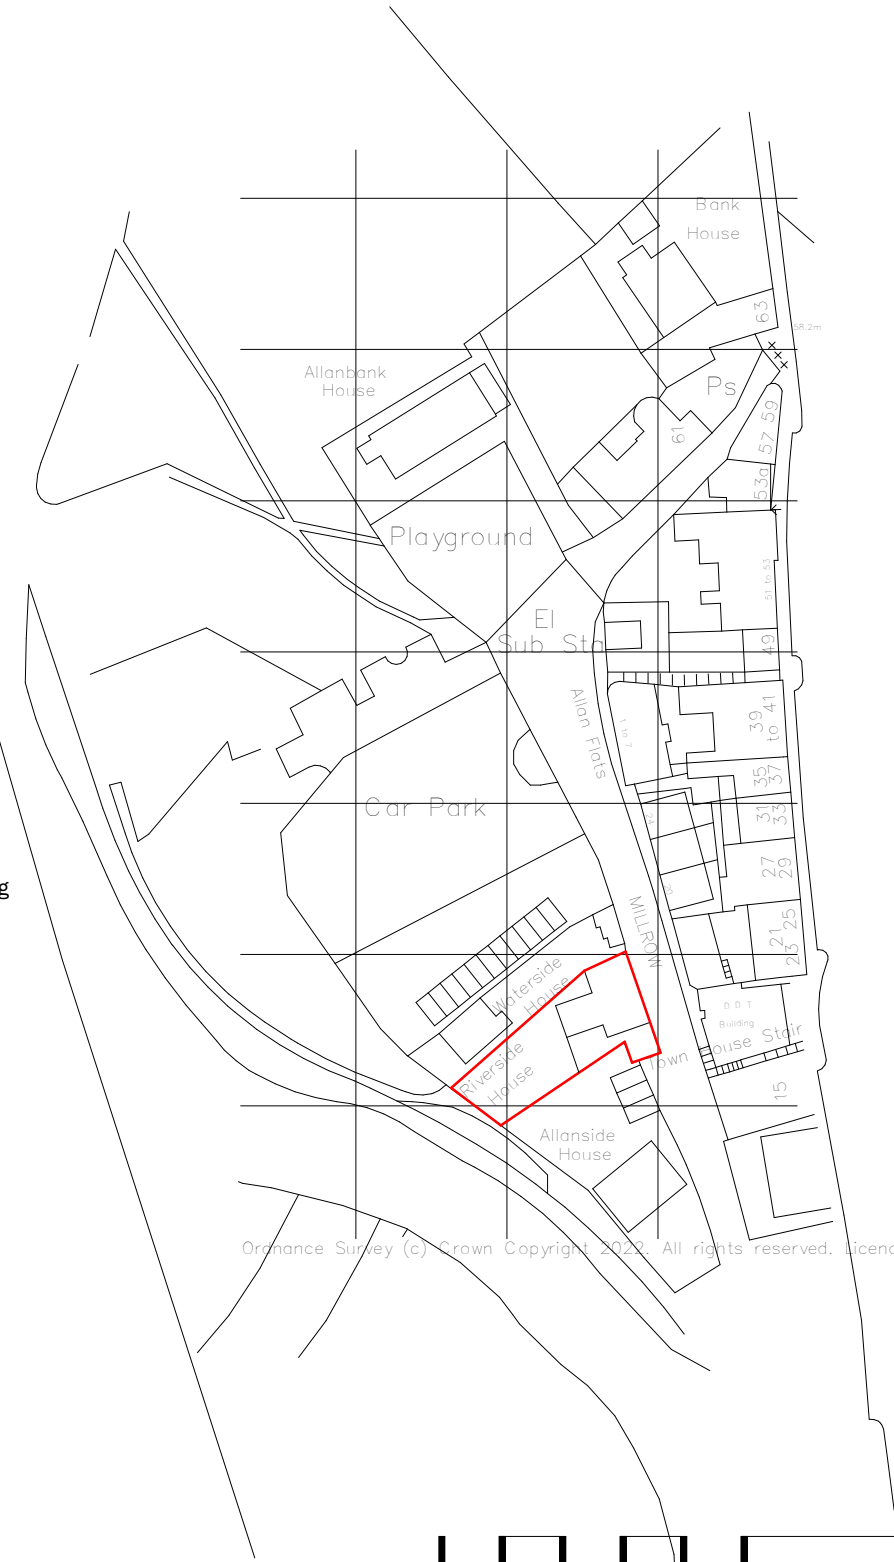 Bank
House
63
58.2m
Allanbank
House
Ps
59
57
61
53a
Playground
51 to 53
El
Sub Sta
49
Allan Flats
1 to 7
39
to
41
35
37
Car Park
31
33
24
27
29
20
MILLROW
25
21
23
g
Waterside
House
D D T
Building
Town House Stair
Riverside
House
15
Allanside
House
Ordnance Survey (c) Crown Copyright 2022. All rights reserved. Licenc